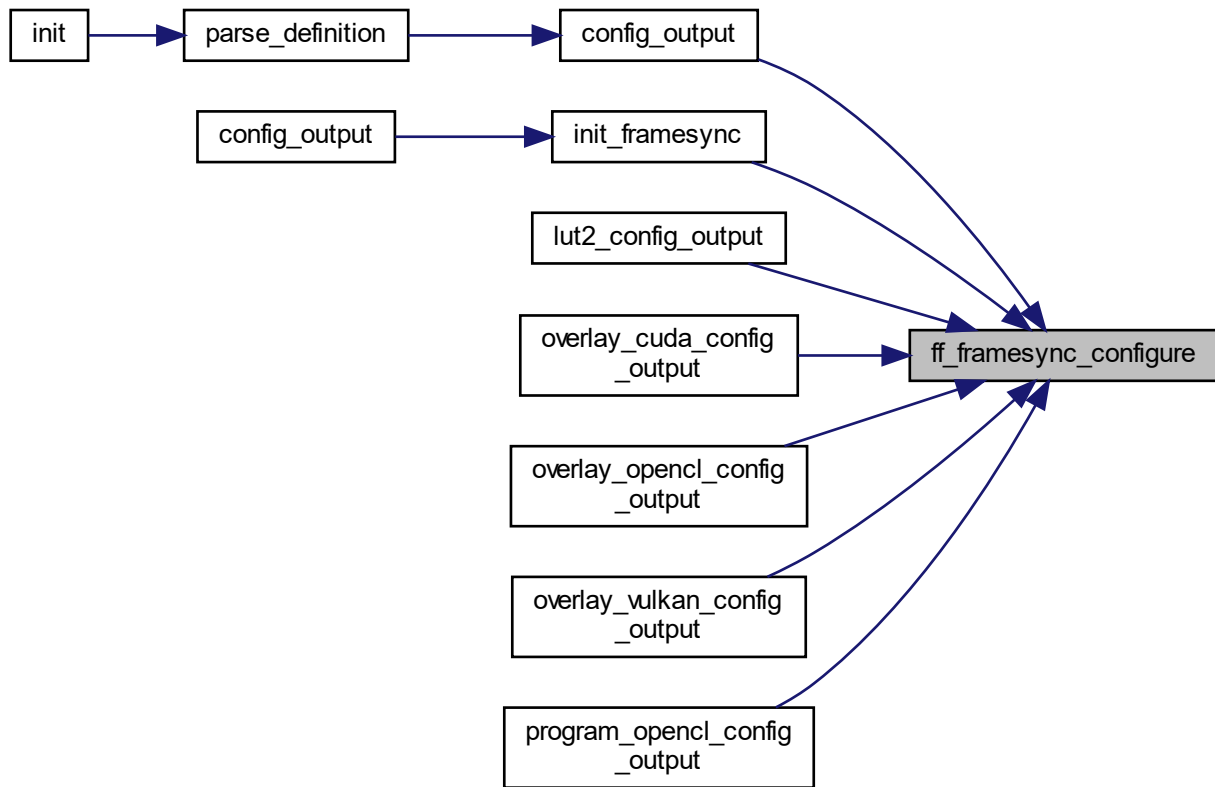 init
parse_definition
config_output
config_output
init_framesync
lut2_config_output
overlay_cuda_config
_output
ff_framesync_configure
overlay_opencl_config
_output
overlay_vulkan_config
_output
program_opencl_config
_output